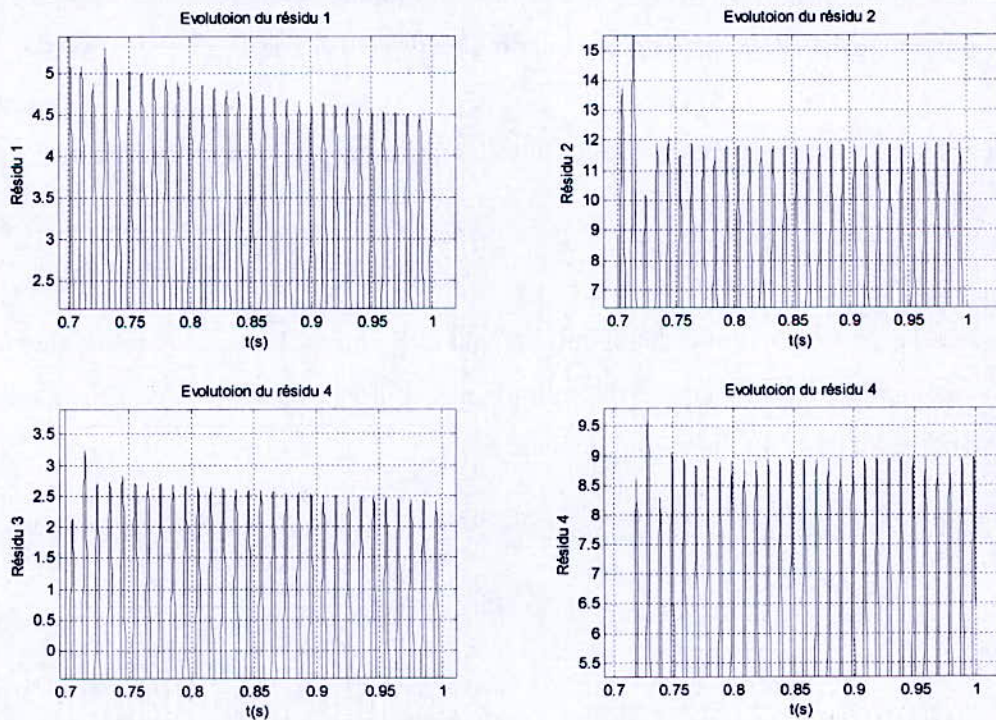 Evolutoion du résidu 1
Résidu 1
5
4.5
4
3.5
3
2.5
0.7 0.75 0.8 0.85 0.9 0.95 1
t(s)
Evolutoion du résidu 2
Résidu 2
15
14
13
12
11
10
9
8
7
0.7 0.75 0.8 0.85 0.9 0.95 1
t(s)
Evolutoion du résidu 4
Résidu 3
3.5
3
2.5
2
1.5
1
0.5
0
0.7 0.75 0.8 0.85 0.9 0.95 1
t(s)
Evolutoion du résidu 4
Résidu 4
9.5
9
8.5
8
7.5
7
6.5
6
5.5
0.7 0.75 0.8 0.85 0.9 0.95 1
t(s)